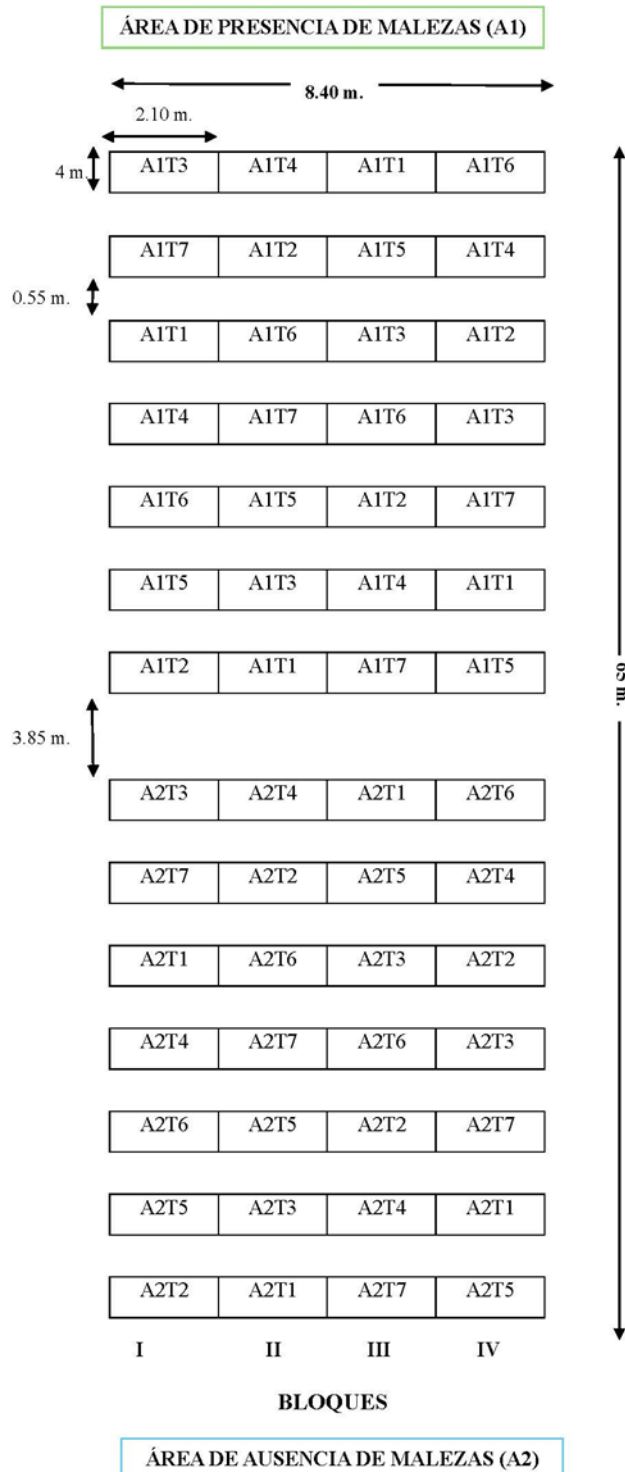 ÁREA DE PRESENCIA DE MALEZAS (A1)
8.40 m.
2.10 m.
4 m.
A1T3 A1T4 A1T1 A1T6
A1T7 A1T2 A1T5 A1T4
0.55 m.
A1T1 A1T6 A1T3 A1T2
A1T4 A1T7 A1T6 A1T3
A1T6 A1T5 A1T2 A1T7
A1T5 A1T3 A1T4 A1T1
A1T2 A1T1 A1T7 A1T5
m.
3.85 m.
A2T3 A2T4 A2T1 A2T6
A2T7 A2T2 A2T5 A2T4
A2T1 A2T6 A2T3 A2T2
A2T4 A2T7 A2T6 A2T3
A2T6 A2T5 A2T2 A2T7
A2T5 A2T3 A2T4 A2T1
A2T2 A2T1 A2T7 A2T5
I II III IV
BLOQUES
ÁREA DE AUSENCIA DE MALEZAS (A2)